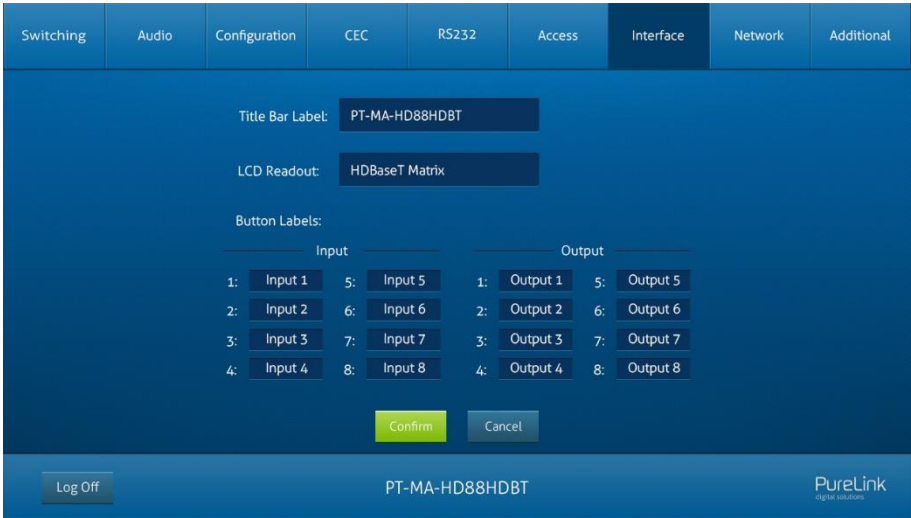 Switching Audio Configuration CEC RS232 Access Interface Network Additional
Title Bar Label: PT-MA-HD88HDBT
LCD Readout: HDBaseT Matrix
Button Labels:
Input Output
1: Input 1 5: Input 5 1: Output 1 5: Output 5
2: Input 2 6: Input 6 2: Output 2 6: Output 6
3: Input 3 7: Input 7 3: Output 3 7: Output 7
4: Input 4 8: Input 8 4: Output 4 8: Output 8
Confirm Cancel
Log Off PT-MA-HD88HDBT PureLink
digital solutions